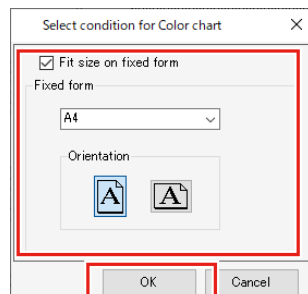 Select condition for Color chart
Fit size on fixed form
Fixed form
A4
Orientation
A A
OK Cancel